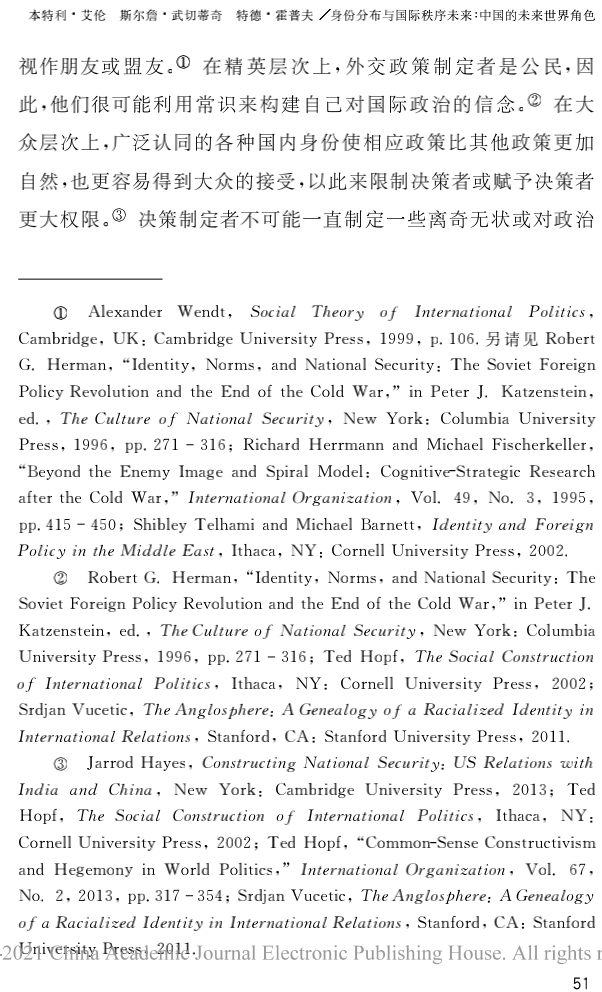 本特利·艾伦　斯尔詹·武切蒂奇　特德·霍普夫／身份分布与国际秩序未来:中国的未来世界角色
视作朋友或盟友。① 在精英层次上,外交政策制定者是公民,因
此,他们很可能利用常识来构建自己对国际政治的信念。② 在大
众层次上,广泛认同的各种国内身份使相应政策比其他政策更加
自然,也更容易得到大众的接受,以此来限制决策者或赋予决策者
更大权限。③ 决策制定者不可能一直制定一些离奇无状或对政治
① Alexander Wendt, Social Theory of International Politics,
Cambridge, UK: Cambridge University Press, 1999, p. 106. 另请见 Robert
G. Herman, “Identity, Norms, and National Security: The Soviet Foreign
Policy Revolution and the End of the Cold War,” in Peter J. Katzenstein,
ed., The Culture of National Security, New York: Columbia University
Press, 1996, pp. 271 – 316; Richard Herrmann and Michael Fischerkeller,
“Beyond the Enemy Image and Spiral Model: Cognitive-Strategic Research
after the Cold War,” International Organization, Vol. 49, No. 3, 1995,
pp. 415 – 450; Shibley Telhami and Michael Barnett, Identity and Foreign
Policy in the Middle East, Ithaca, NY: Cornell University Press, 2002.
② Robert G. Herman, “Identity, Norms, and National Security: The
Soviet Foreign Policy Revolution and the End of the Cold War,” in Peter J.
Katzenstein, ed., The Culture of National Security, New York: Columbia
University Press, 1996, pp. 271 – 316; Ted Hopf, The Social Construction
of International Politics, Ithaca, NY: Cornell University Press, 2002;
Srdjan Vucetic, The Anglosphere: A Genealogy of a Racialized Identity in
International Relations, Stanford, CA: Stanford University Press, 2011.
③ Jarrod Hayes, Constructing National Security: US Relations with
India and China, New York: Cambridge University Press, 2013; Ted
Hopf, The Social Construction of International Politics, Ithaca, NY:
Cornell University Press, 2002; Ted Hopf, “Common-Sense Constructivism
and Hegemony in World Politics,” International Organization, Vol. 67,
No. 2, 2013, pp. 317 – 354; Srdjan Vucetic, The Anglosphere: A Genealogy
of a Racialized Identity in International Relations, Stanford, CA: Stanford
University Press, 2011.
-2021 China Academic Journal Electronic Publishing House. All rights r
51